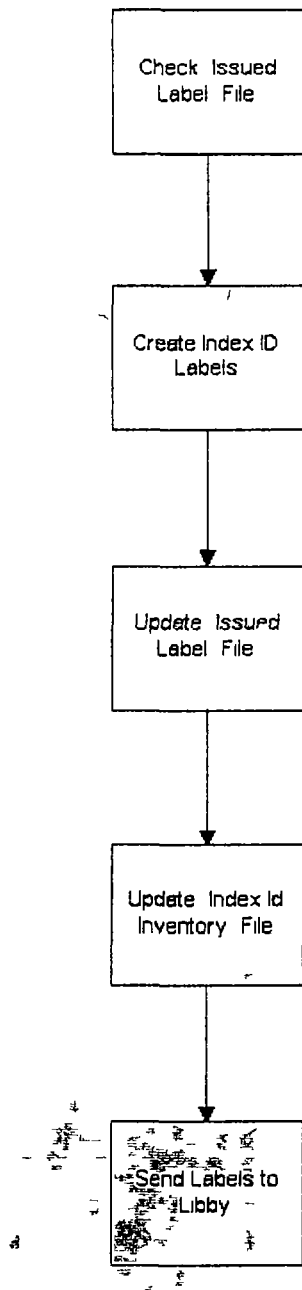 Check Issued
Label File
Create Index ID
Labels
Update Issued
Label File
Update Index Id
Inventory File
Send Labels to
Libby